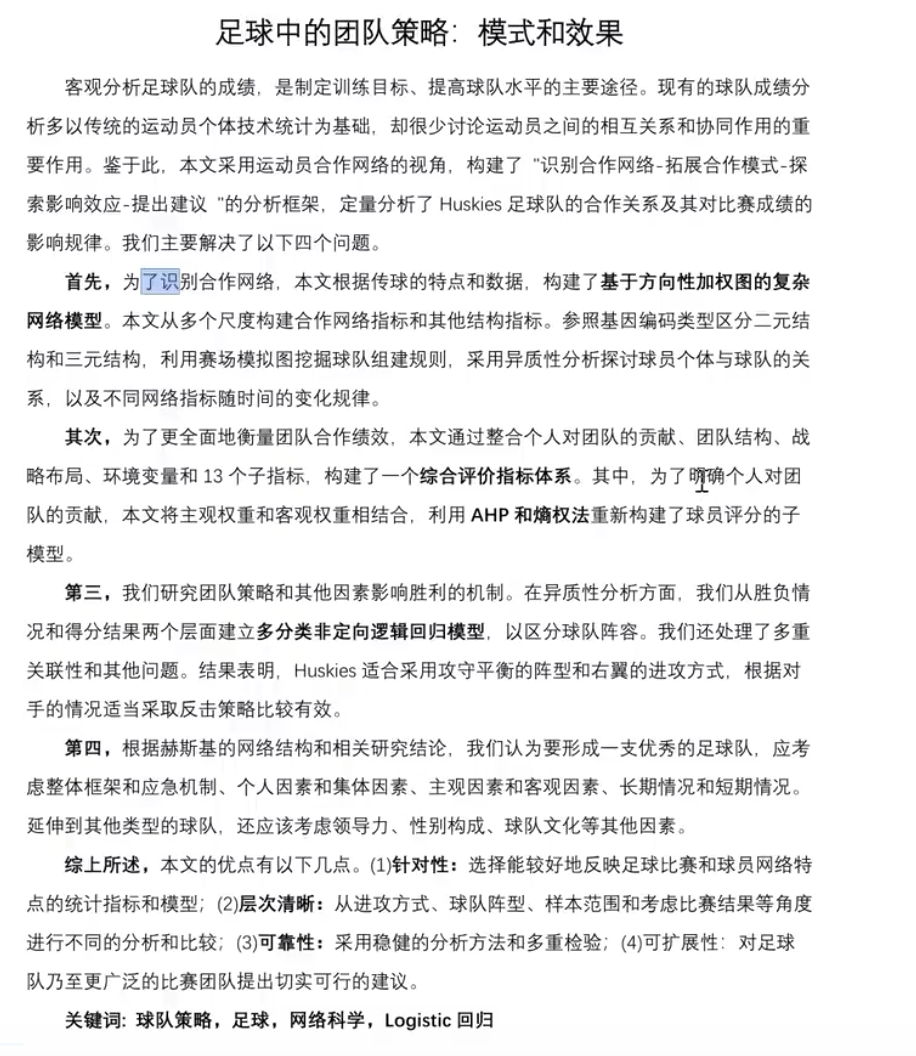 足球中的团队策略：模式和效果
客观分析足球队的成绩，是制定训练目标、提高球队水平的主要途径。现有的球队成绩分
析多以传统的运动员个体技术统计为基础，却很少讨论运动员之间的相互关系和协同作用的重
要作用。鉴于此，本文采用运动员合作网络的视角，构建了 "识别合作网络-拓展合作模式-探
索影响效应-提出建议 "的分析框架，定量分析了 Huskies 足球队的合作关系及其对比赛成绩的
影响规律。我们主要解决了以下四个问题。
首先，为了识别合作网络，本文根据传球的特点和数据，构建了基于方向性加权图的复杂
网络模型。本文从多个尺度构建合作网络指标和其他结构指标。参照基因编码类型区分二元结
构和三元结构，利用赛场模拟图挖掘球队组建规则，采用异质性分析探讨球员个体与球队的关
系，以及不同网络指标随时间的变化规律。
其次，为了更全面地衡量团队合作绩效，本文通过整合个人对团队的贡献、团队结构、战
略布局、环境变量和 13 个子指标，构建了一个综合评价指标体系。其中，为了明确个人对团
队的贡献，本文将主观权重和客观权重相结合，利用 AHP 和熵权法重新构建了球员评分的子
模型。
第三，我们研究团队策略和其他因素影响胜利的机制。在异质性分析方面，我们从胜负情
况和得分结果两个层面建立多分类非定向逻辑回归模型，以区分球队阵容。我们还处理了多重
关联性和其他问题。结果表明，Huskies 适合采用攻守平衡的阵型和右翼的进攻方式，根据对
手的情况适当采取反击策略比较有效。
第四，根据赫斯基的网络结构和相关研究结论，我们认为要形成一支优秀的足球队，应考
虑整体框架和应急机制、个人因素和集体因素、主观因素和客观因素、长期情况和短期情况。
延伸到其他类型的球队，还应该考虑领导力、性别构成、球队文化等其他因素。
综上所述，本文的优点有以下几点。(1)针对性：选择能较好地反映足球比赛和球员网络特
点的统计指标和模型；(2)层次清晰：从进攻方式、球队阵型、样本范围和考虑比赛结果等角度
进行不同的分析和比较；(3)可靠性：采用稳健的分析方法和多重检验；(4)可扩展性：对足球
队乃至更广泛的比赛团队提出切实可行的建议。
关键词: 球队策略，足球，网络科学，Logistic 回归